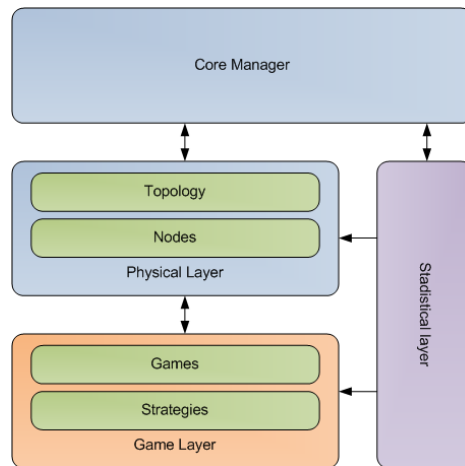 Core Manager
Topology
Nodes
Physical Layer
Stadistical layer
Games
Strategies
Game Layer